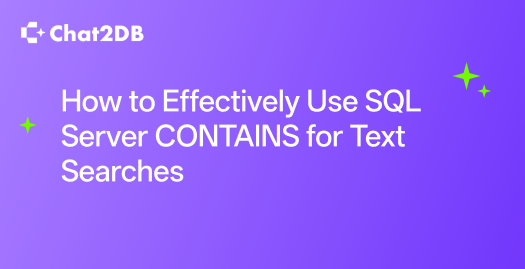 Chat2DB
How to Effectively Use SQL
Server CONTAINS for Text
Searches